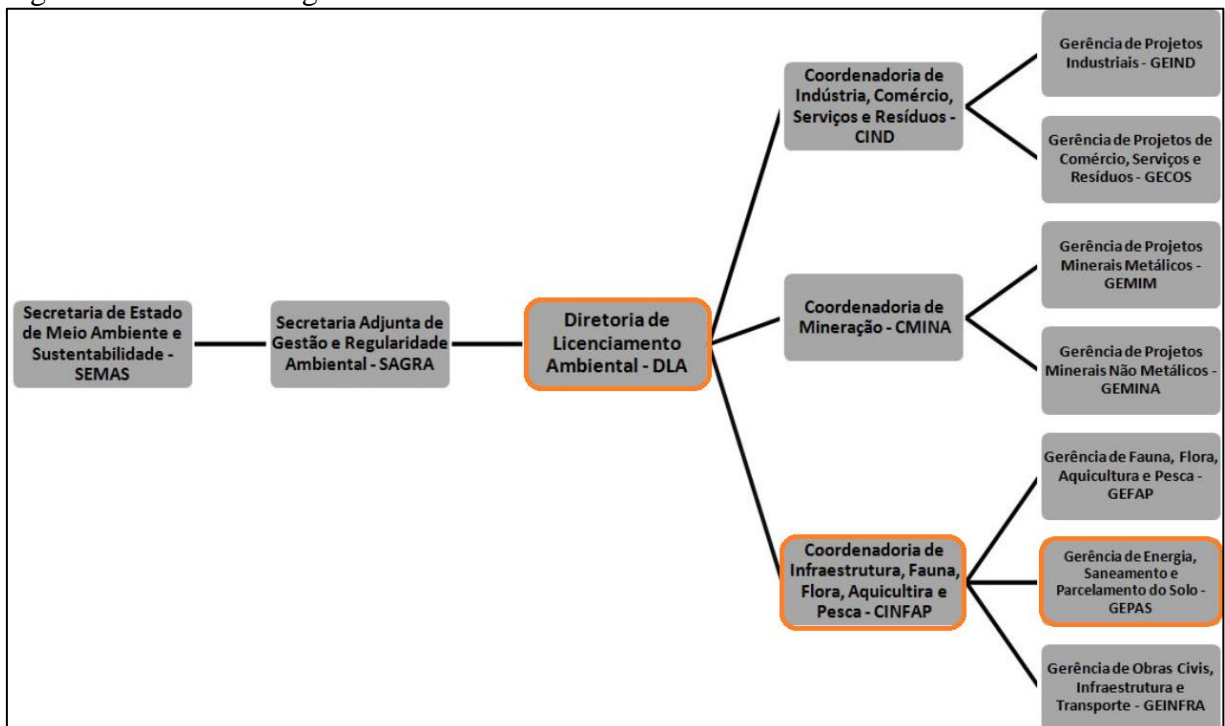 Secretaria de Estado
de Meio Ambiente e
Sustentabilidade -
SEMAS
Secretaria Adjunta de
Gestão e Regularidade
Ambiental - SAGRA
Diretoria de
Licenciamento
Ambiental - DLA
Coordenadoria de
Indústria, Comércio,
Serviços e Resíduos -
CIND
Coordenadoria de
Mineração - CMINA
Coordenadoria de
Infraestrutura, Fauna,
Flora, Aquicultira e
Pesca - CINFAP
Gerência de Projetos
Industriais - GEIND
Gerência de Projetos de
Comércio, Serviços e
Resíduos - GECOS
Gerência de Projetos
Minerais Metálicos -
GEMIM
Gerência de Projetos
Minerais Não Metálicos -
GEMINA
Gerência de Fauna, Flora,
Aquicultura e Pesca -
GEFAP
Gerência de Energia,
Saneamento e
Parcelamento do Solo -
GEPAS
Gerência de Obras Civis,
Infraestrutura e
Transporte - GEINFRA